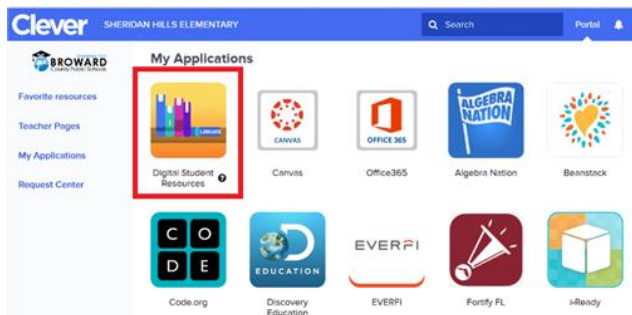 Clever
SHERIDAN HILLS ELEMENTARY
Search
Portal
BROWARD
County Public Schools
My Applications
Favorite resources
Teacher Pages
My Applications
Request Center
LIBRARY
CANVAS
OFFICE 365
ALGEBRA
NATION
Digital Student
Resources
Canvas
Office365
Algebra Nation
Beanstack
C O
D E
EDUCATION
EVERFI
Code.org
Discovery
Education
EVERFI
Fortify FL
i-Ready